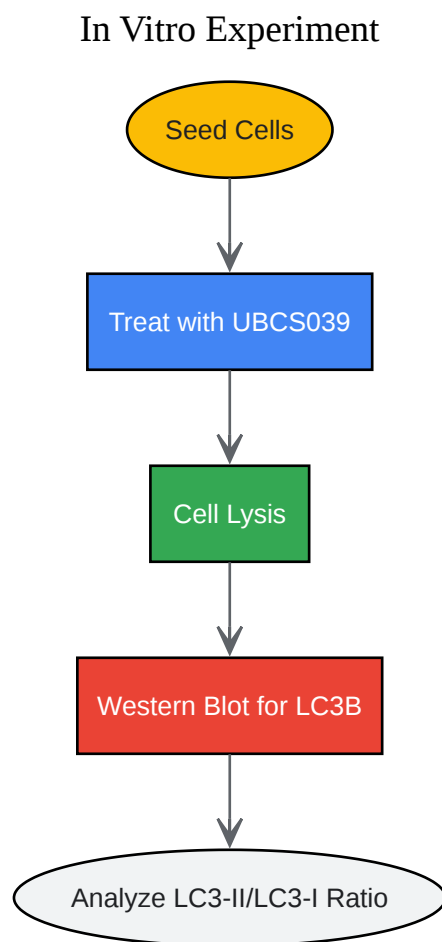 In Vitro Experiment
Seed Cells
Treat with UBCS039
Cell Lysis
Western Blot for LC3B
Analyze LC3-II/LC3-I Ratio